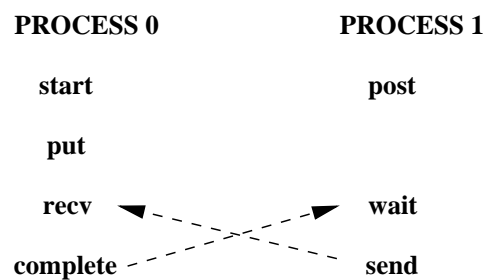 PROCESS 0 PROCESS 1
start post
put
recv wait
complete send